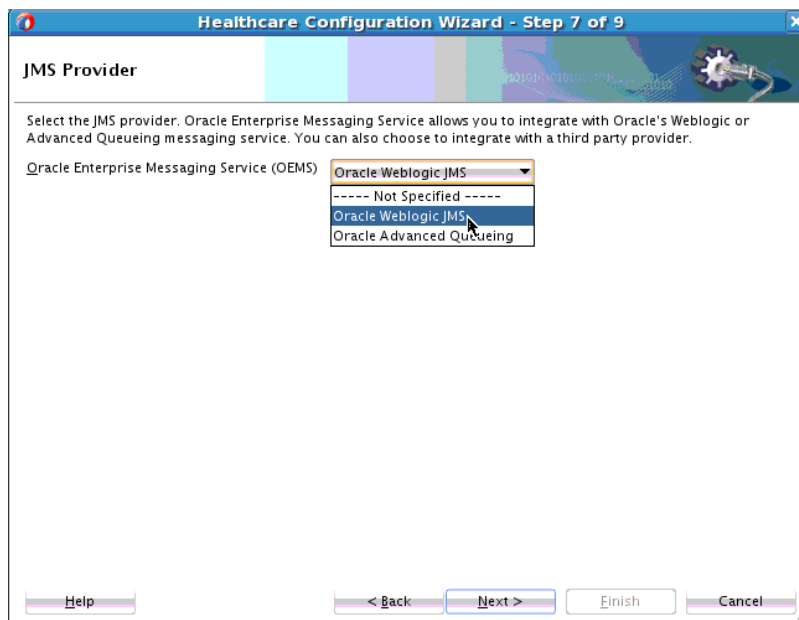 Healthcare Configuration Wizard - Step 7 of 9
JMS Provider
Select the JMS provider. Oracle Enterprise Messaging Service allows you to integrate with Oracle's Weblogic or
Advanced Queueing messaging service. You can also choose to integrate with a third party provider.
Oracle Enterprise Messaging Service (OEMS)
Oracle Weblogic JMS
----- Not Specified -----
Oracle Weblogic JMS
Oracle Advanced Queueing
Help
< Back
Next >
Finish
Cancel